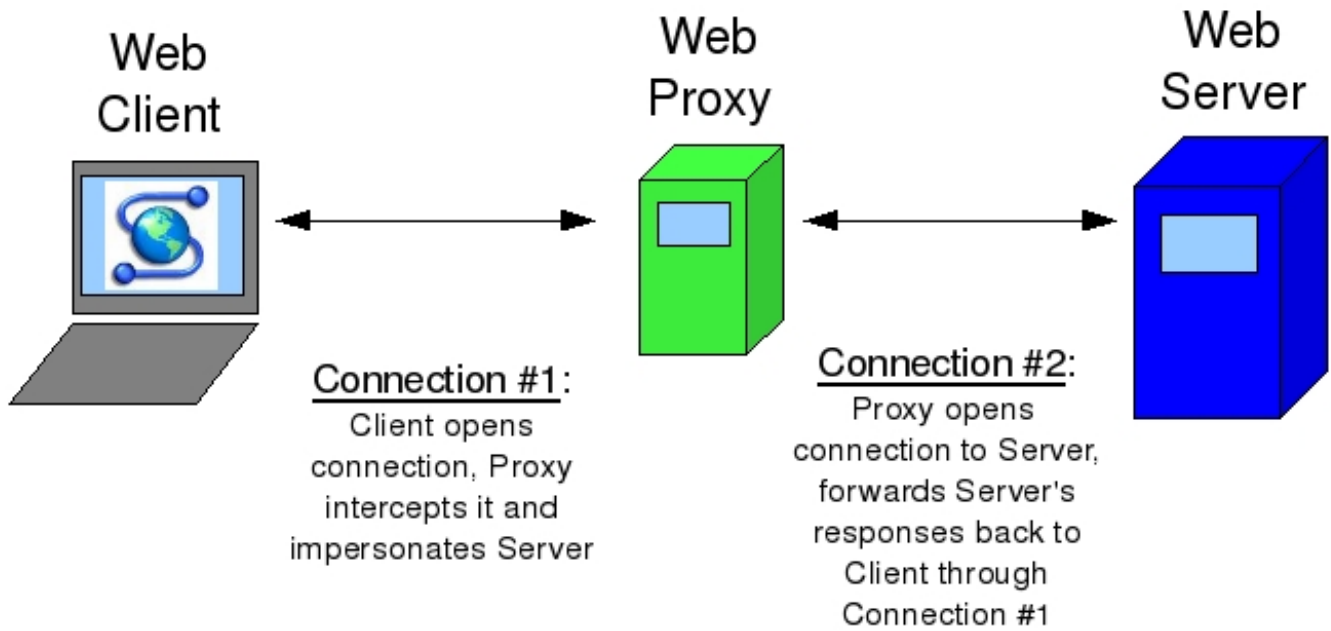 Web
Client
Web
Proxy
Web
Server
Connection #1:
Client opens
connection, Proxy
intercepts it and
impersonates Server
Connection #2:
Proxy opens
connection to Server,
forwards Server's
responses back to
Client through
Connection #1